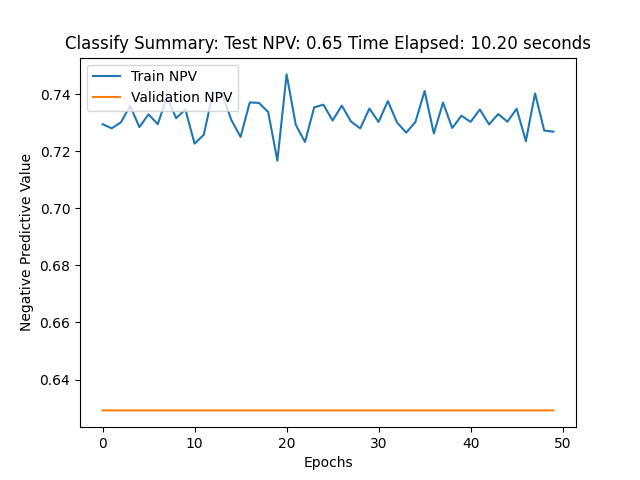 Classify Summary: Test NPV: 0.65 Time Elapsed: 10.20 seconds
Train NPV
Validation NPV
Negative Predictive Value
0.74
0.72
0.70
0.68
0.66
0.64
0 10 20 30 40 50
Epochs